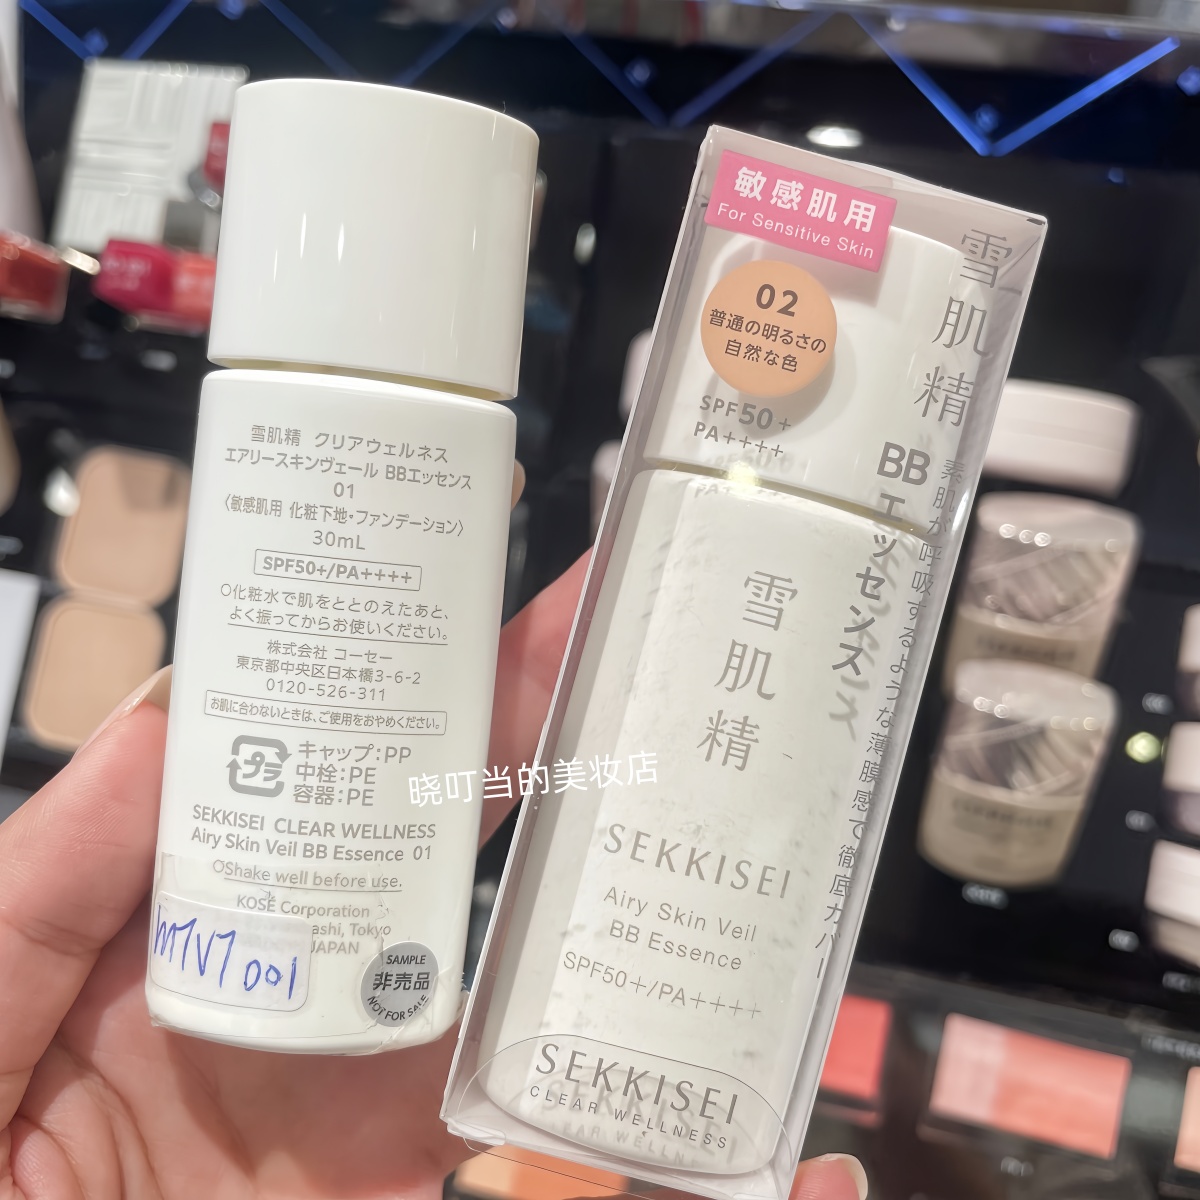 雪肌精 クリアウェルネス
エアリースキンヴェール BBエッセンス
01
〈敏感肌用 化粧下地・ファンデーション〉
30mL
SPF50+/PA++++
○化粧水で肌をととのえたあと、
よく振ってからお使いください。
株式会社 コーセー
東京都中央区日本橋3-6-2
0120-526-311
お肌に合わないときは、ご使用をおやめください。
プラ
キャップ:PP
中栓:PE
容器:PE
SEKKISEI CLEAR WELLNESS
Airy Skin Veil BB Essence 01
○Shake well before use.
KOSÉ Corporation
ashi, Tokyo
JAPAN
001
SAMPLE
非売品
NOT FOR SALE
敏感肌用
For Sensitive Skin
02
普通の明るさの
自然な色
SPF50+
PA++++
雪肌精
BBエッセンス
素肌が呼吸するような薄膜感で徹底カバー
雪肌精
SEKKISEI
Airy Skin Veil
BB Essence
SPF50+/PA++++
SEKKISEI
CLEAR WELLNESS
晓叮当的美妆店